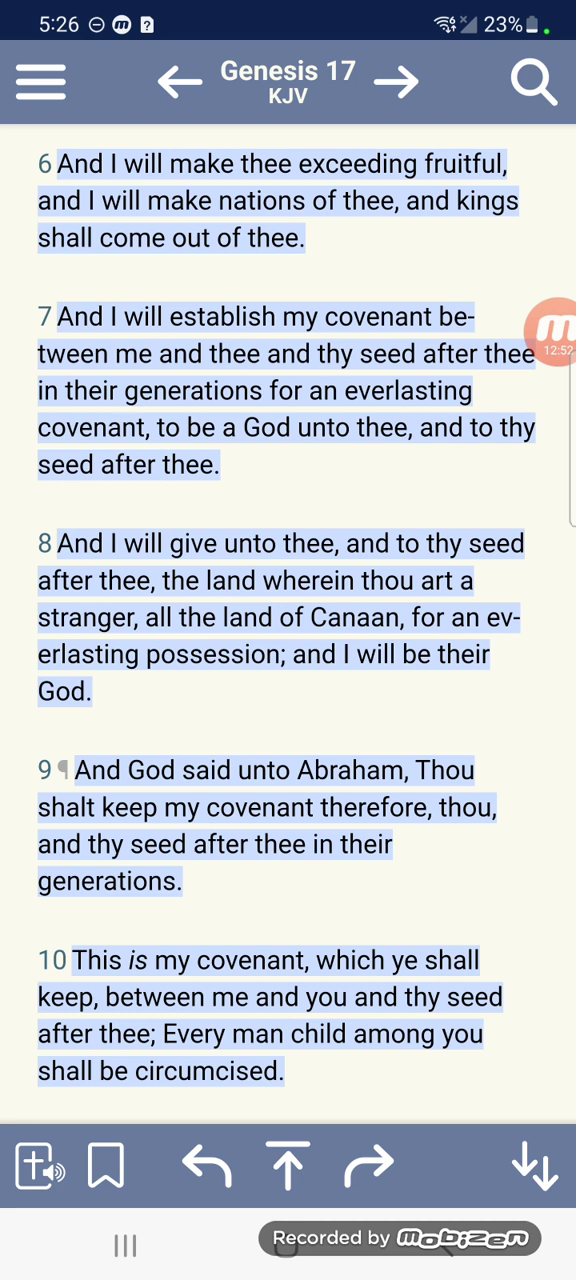 5:26 m ? 6 23%
Genesis 17
KJV
6 And I will make thee exceeding fruitful,
and I will make nations of thee, and kings
shall come out of thee.
7 And I will establish my covenant be-
tween me and thee and thy seed after thee
in their generations for an everlasting
covenant, to be a God unto thee, and to thy
seed after thee.
m
12:52
8 And I will give unto thee, and to thy seed
after thee, the land wherein thou art a
stranger, all the land of Canaan, for an ev-
erlasting possession; and I will be their
God.
9 ¶ And God said unto Abraham, Thou
shalt keep my covenant therefore, thou,
and thy seed after thee in their
generations.
10 This is my covenant, which ye shall
keep, between me and you and thy seed
after thee; Every man child among you
shall be circumcised.
Recorded by mobizen